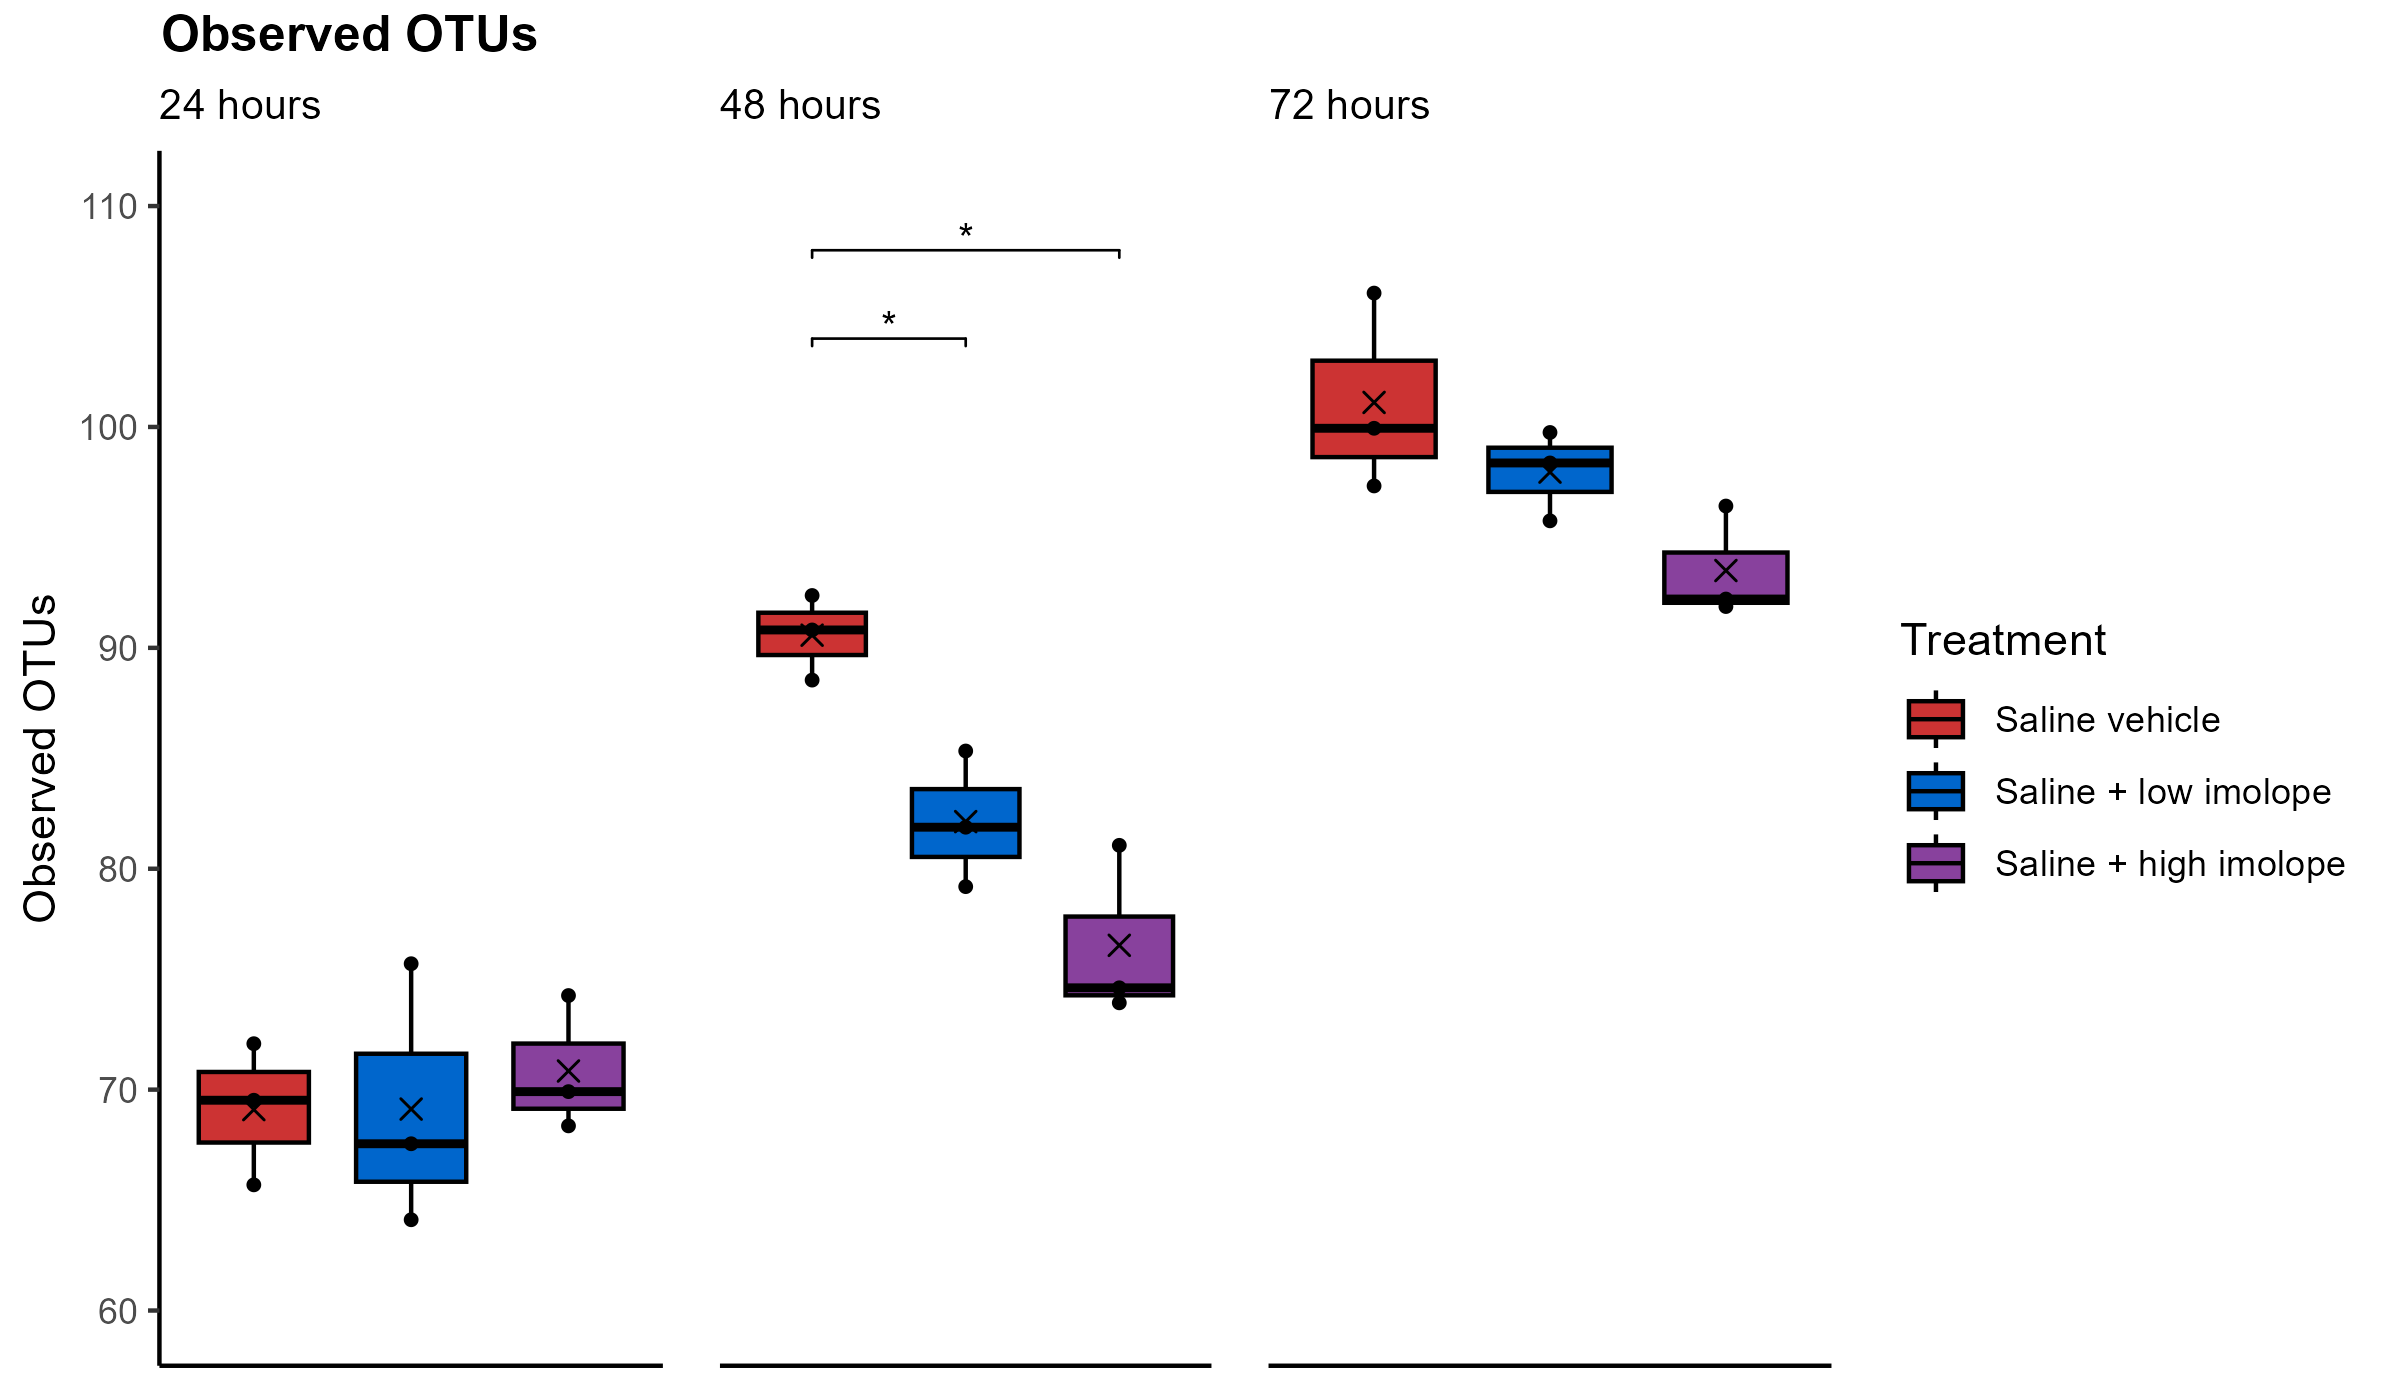 Observed OTUs
24 hours
48 hours
72 hours
110
100
90
80
70
60
Observed OTUs
*
*
Treatment
Saline vehicle
Saline + low imolope
Saline + high imolope